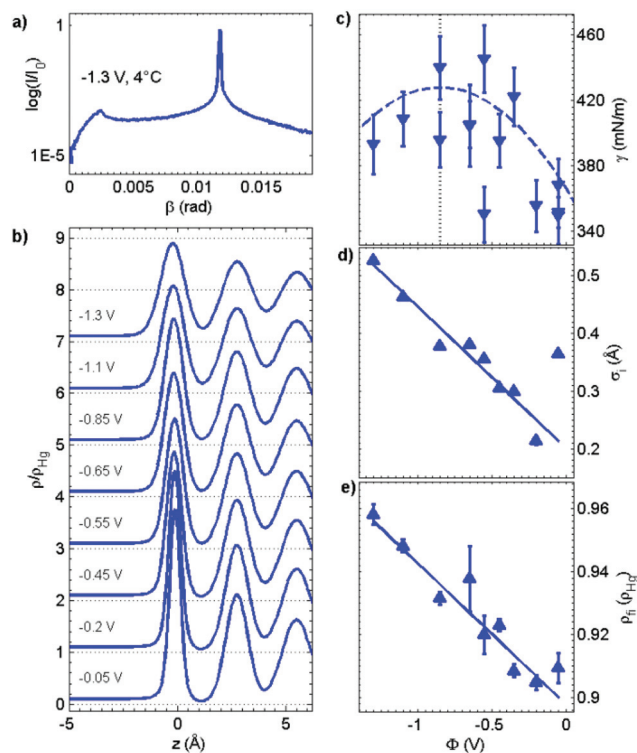 a)
-1.3 V, 4°C
log(I/I0)
1E-5
0 0.005 0.01 0.015
β (rad)
b)
9
8
7
6
5
4
3
2
1
0
ρ/ρHg
-1.3 V
-1.1 V
-0.85 V
-0.65 V
-0.55 V
-0.45 V
-0.2 V
-0.05 V
-5 0 5
z (Å)
c)
460
420
380
340
γ (mN/m)
d)
0.5
0.4
0.3
0.2
σi (Å)
e)
0.96
0.94
0.92
0.9
ρfi (ρHg)
-1 -0.5 0
Φ (V)